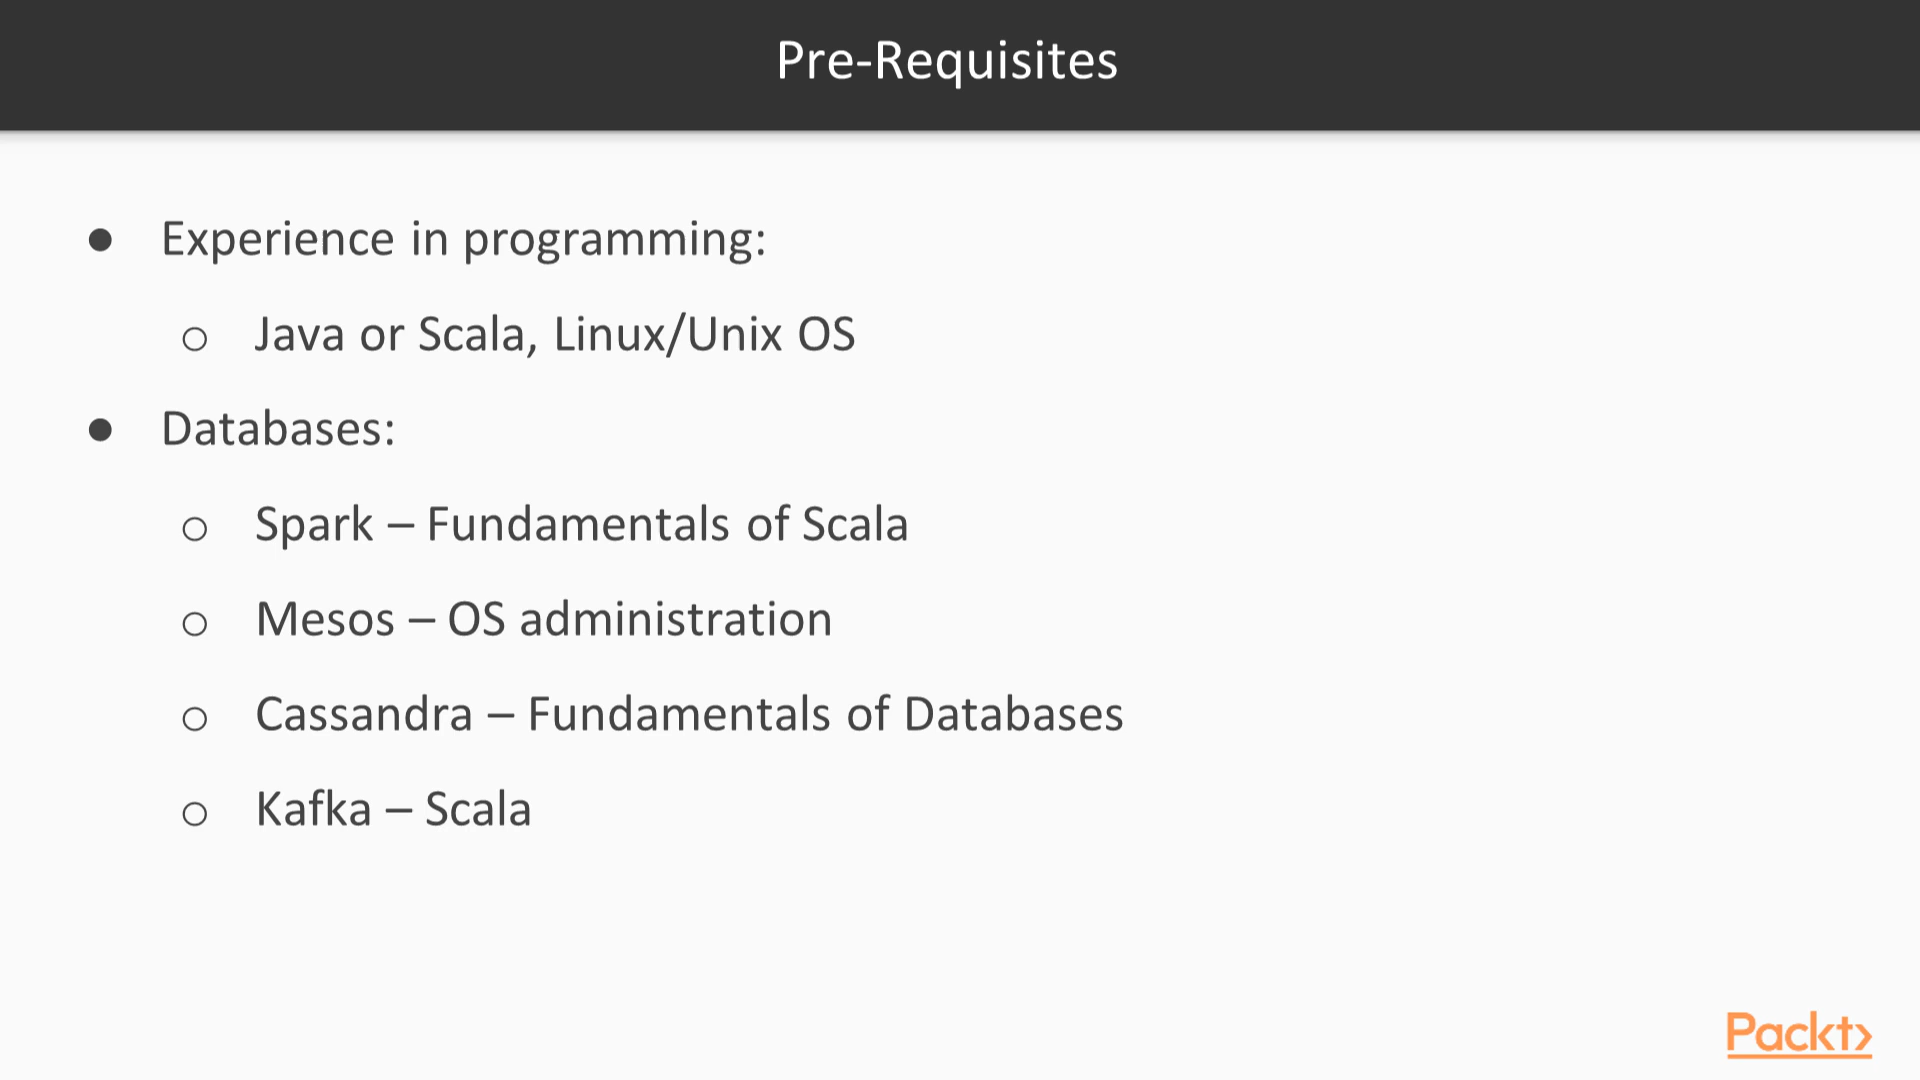 Pre-Requisites
● Experience in programming:
○ Java or Scala, Linux/Unix OS
● Databases:
○ Spark – Fundamentals of Scala
○ Mesos – OS administration
○ Cassandra – Fundamentals of Databases
○ Kafka – Scala
Packt>